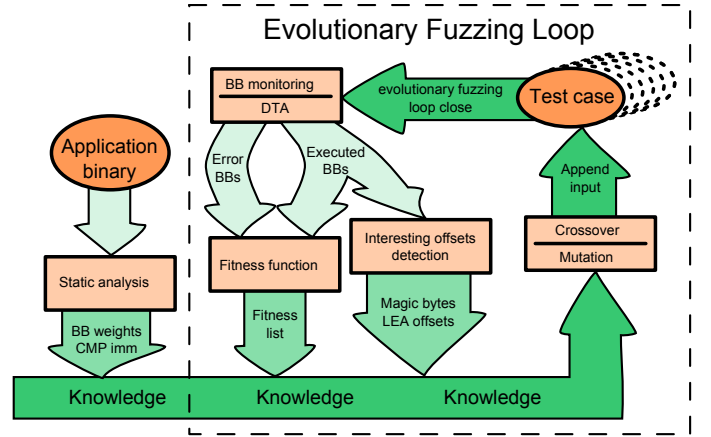 Evolutionary Fuzzing Loop
BB monitoring
DTA
evolutionary fuzzing
loop close
Test case
Application
binary
Error
BBs
Executed
BBs
Append
input
Static analysis
Fitness function
Interesting offsets
detection
Crossover
Mutation
BB weights
CMP imm
Fitness
list
Magic bytes
LEA offsets
Knowledge
Knowledge
Knowledge